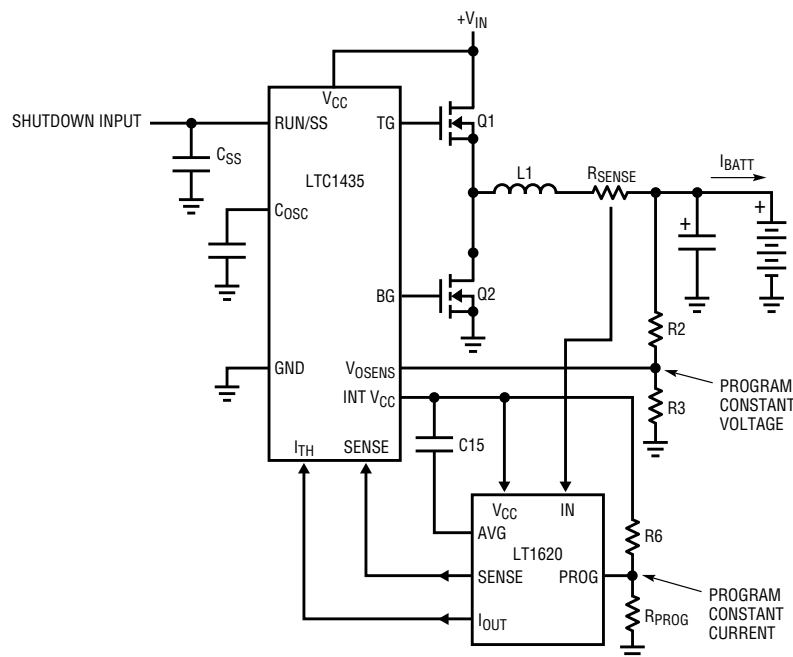 +VIN
VCC
SHUTDOWN INPUT
RUN/SS
TG
Q1
CSS
LTC1435
L1
RSENSE
IBATT
COSC
+
+
BG
Q2
R2
GND
VOSENS
PROGRAM
CONSTANT
VOLTAGE
INT VCC
R3
ITH
SENSE
C15
VCC
IN
AVG
LT1620
R6
SENSE
PROG
PROGRAM
CONSTANT
CURRENT
IOUT
RPROG